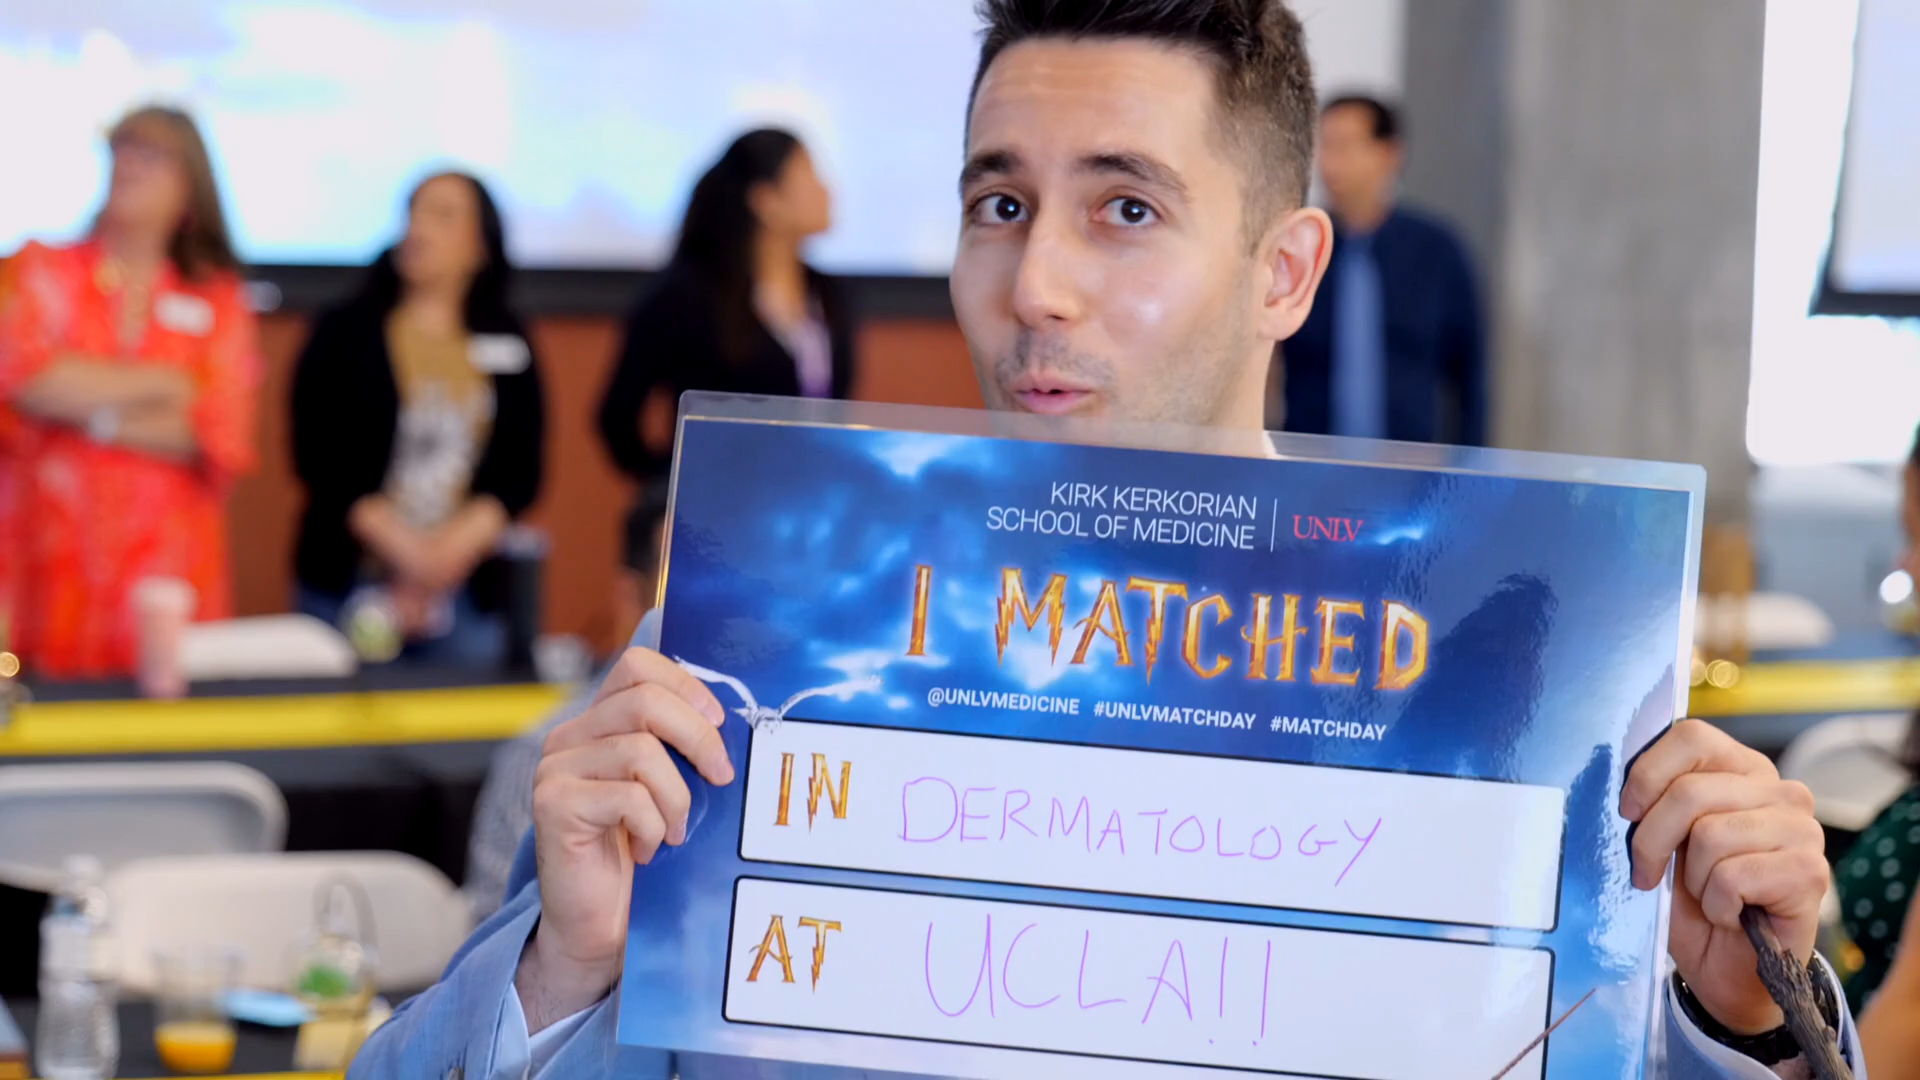 KIRK KERKORIAN
SCHOOL OF MEDICINE
UNLV
I MATCHED
@UNLVMEDICINE #UNLVMATCHDAY #MATCHDAY
IN DERMATOLOGY
AT UCLA!!